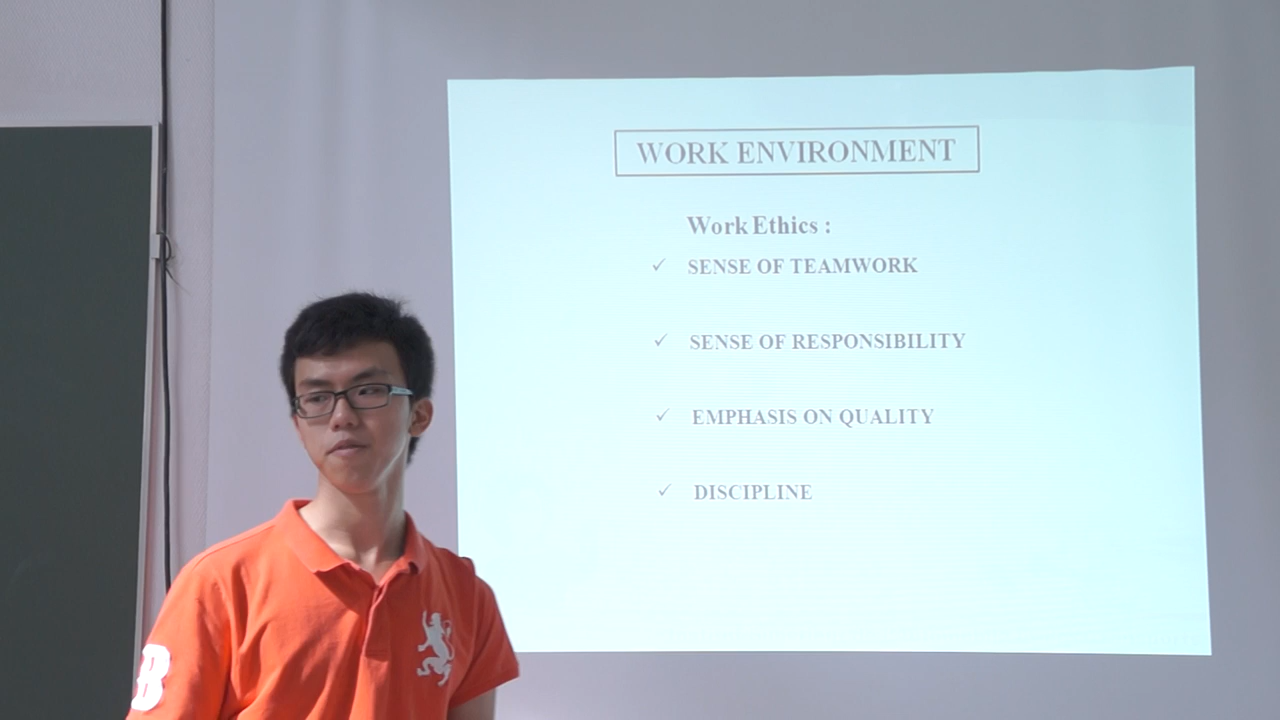 WORK ENVIRONMENT
Work Ethics :
✓ SENSE OF TEAMWORK
✓ SENSE OF RESPONSIBILITY
✓ EMPHASIS ON QUALITY
✓ DISCIPLINE
B